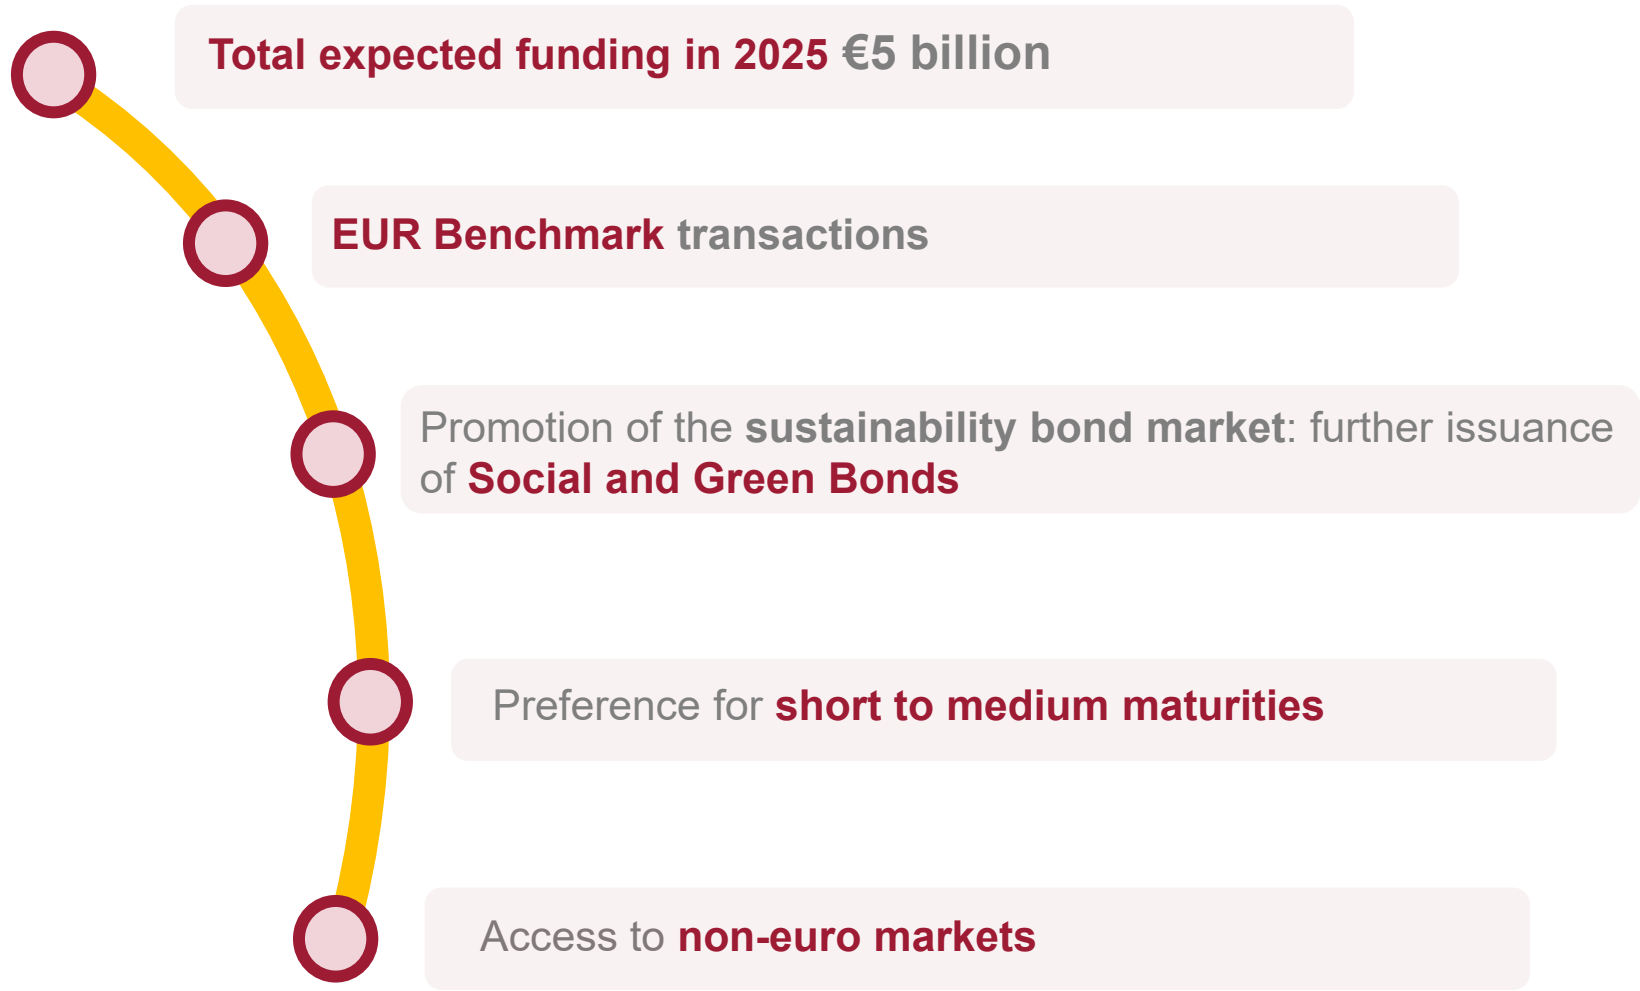 Total expected funding in 2025 €5 billion
EUR Benchmark transactions
Promotion of the sustainability bond market: further issuance
of Social and Green Bonds
Preference for short to medium maturities
Access to non-euro markets